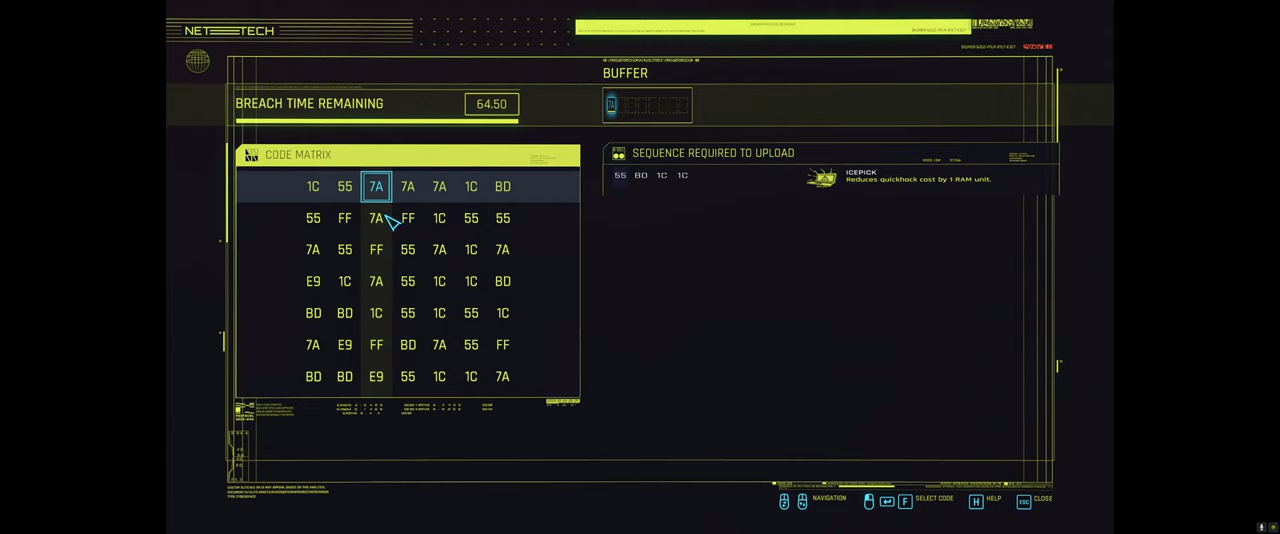 NET TECH
BUFFER
BREACH TIME REMAINING 64.50
7A
CODE MATRIX
SEQUENCE REQUIRED TO UPLOAD
1C 55 7A 7A 7A 1C BD
55 BD 1C 1C
ICEPICK
Reduces quickhack cost by 1 RAM unit.
55 FF 7A FF 1C 55 55
7A 55 FF 55 7A 1C 7A
E9 1C 7A 55 1C 1C BD
BD BD 1C 55 1C 55 1C
7A E9 FF BD 7A 55 FF
BD BD E9 55 1C 1C 7A
NAVIGATION F SELECT CODE H HELP ESC CLOSE